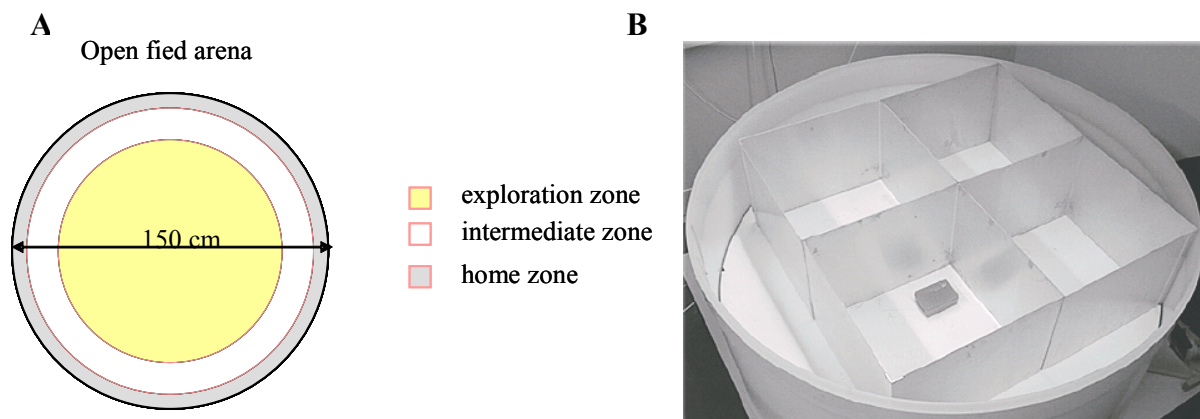 A
Open fied arena
150 cm
exploration zone
intermediate zone
home zone
B